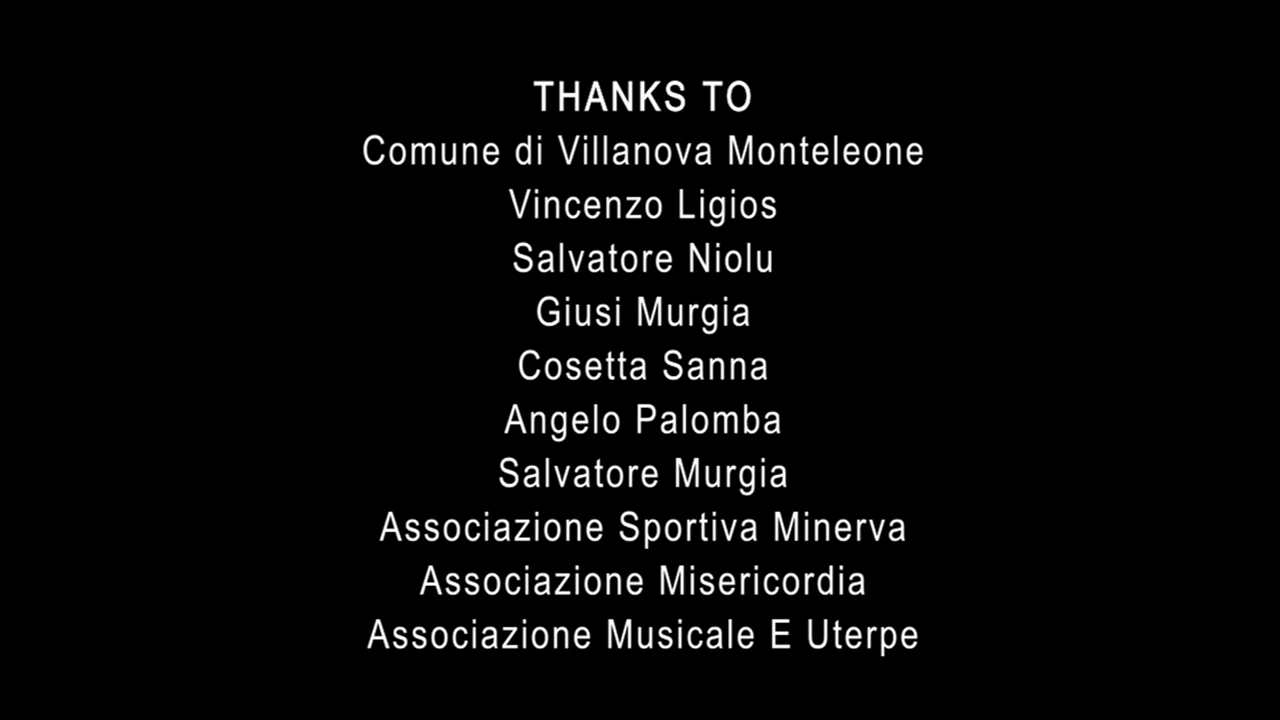 THANKS TO
Comune di Villanova Monteleone
Vincenzo Ligios
Salvatore Niolu
Giusi Murgia
Cosetta Sanna
Angelo Palomba
Salvatore Murgia
Associazione Sportiva Minerva
Associazione Misericordia
Associazione Musicale E Uterpe